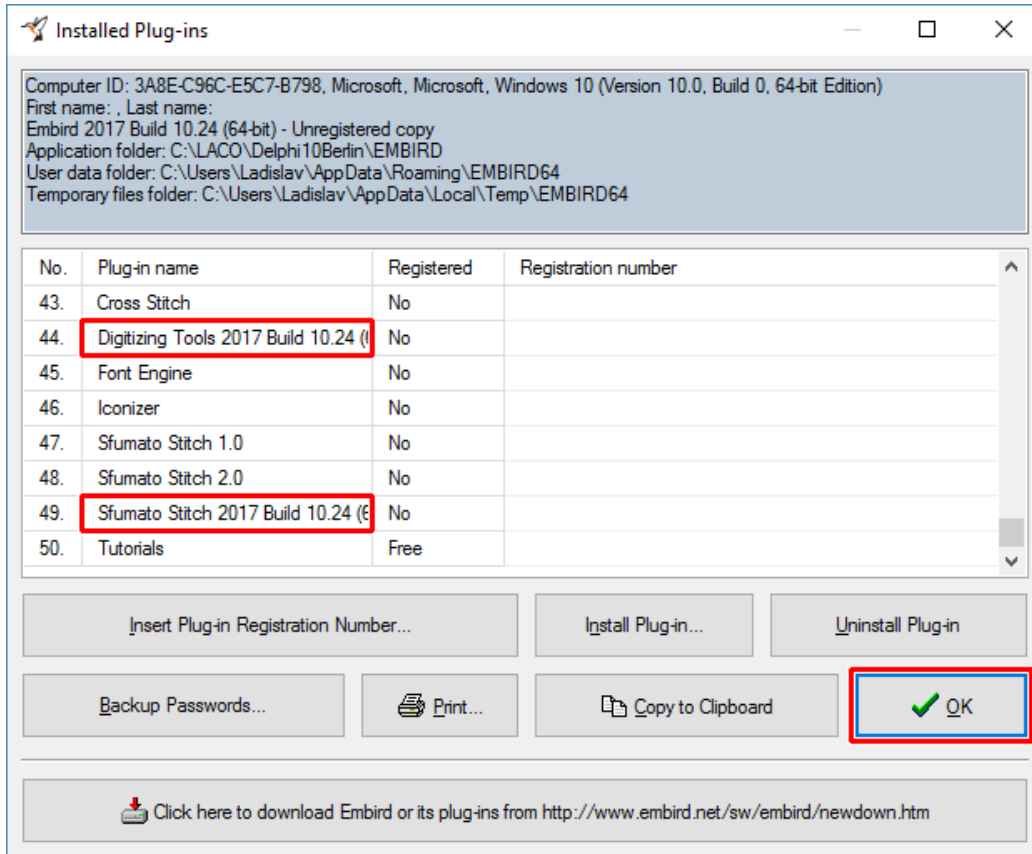 Installed Plug-ins
Computer ID: 3A8E-C96C-E5C7-B798, Microsoft, Microsoft, Windows 10 (Version 10.0, Build 0, 64-bit Edition)
First name: , Last name:
Embird 2017 Build 10.24 (64-bit) - Unregistered copy
Application folder: C:\LACO\Delphi10Berlin\EMBIRD
User data folder: C:\Users\Ladislav\AppData\Roaming\EMBIRD64
Temporary files folder: C:\Users\Ladislav\AppData\Local\Temp\EMBIRD64
No. Plug-in name Registered Registration number
43. Cross Stitch No
44. Digitizing Tools 2017 Build 10.24 ( No
45. Font Engine No
46. Iconizer No
47. Sfumato Stitch 1.0 No
48. Sfumato Stitch 2.0 No
49. Sfumato Stitch 2017 Build 10.24 (6 No
50. Tutorials Free
Insert Plug-in Registration Number... Install Plug-in... Uninstall Plug-in
Backup Passwords... Print... Copy to Clipboard OK
Click here to download Embird or its plug-ins from http://www.embird.net/sw/embird/newdown.htm